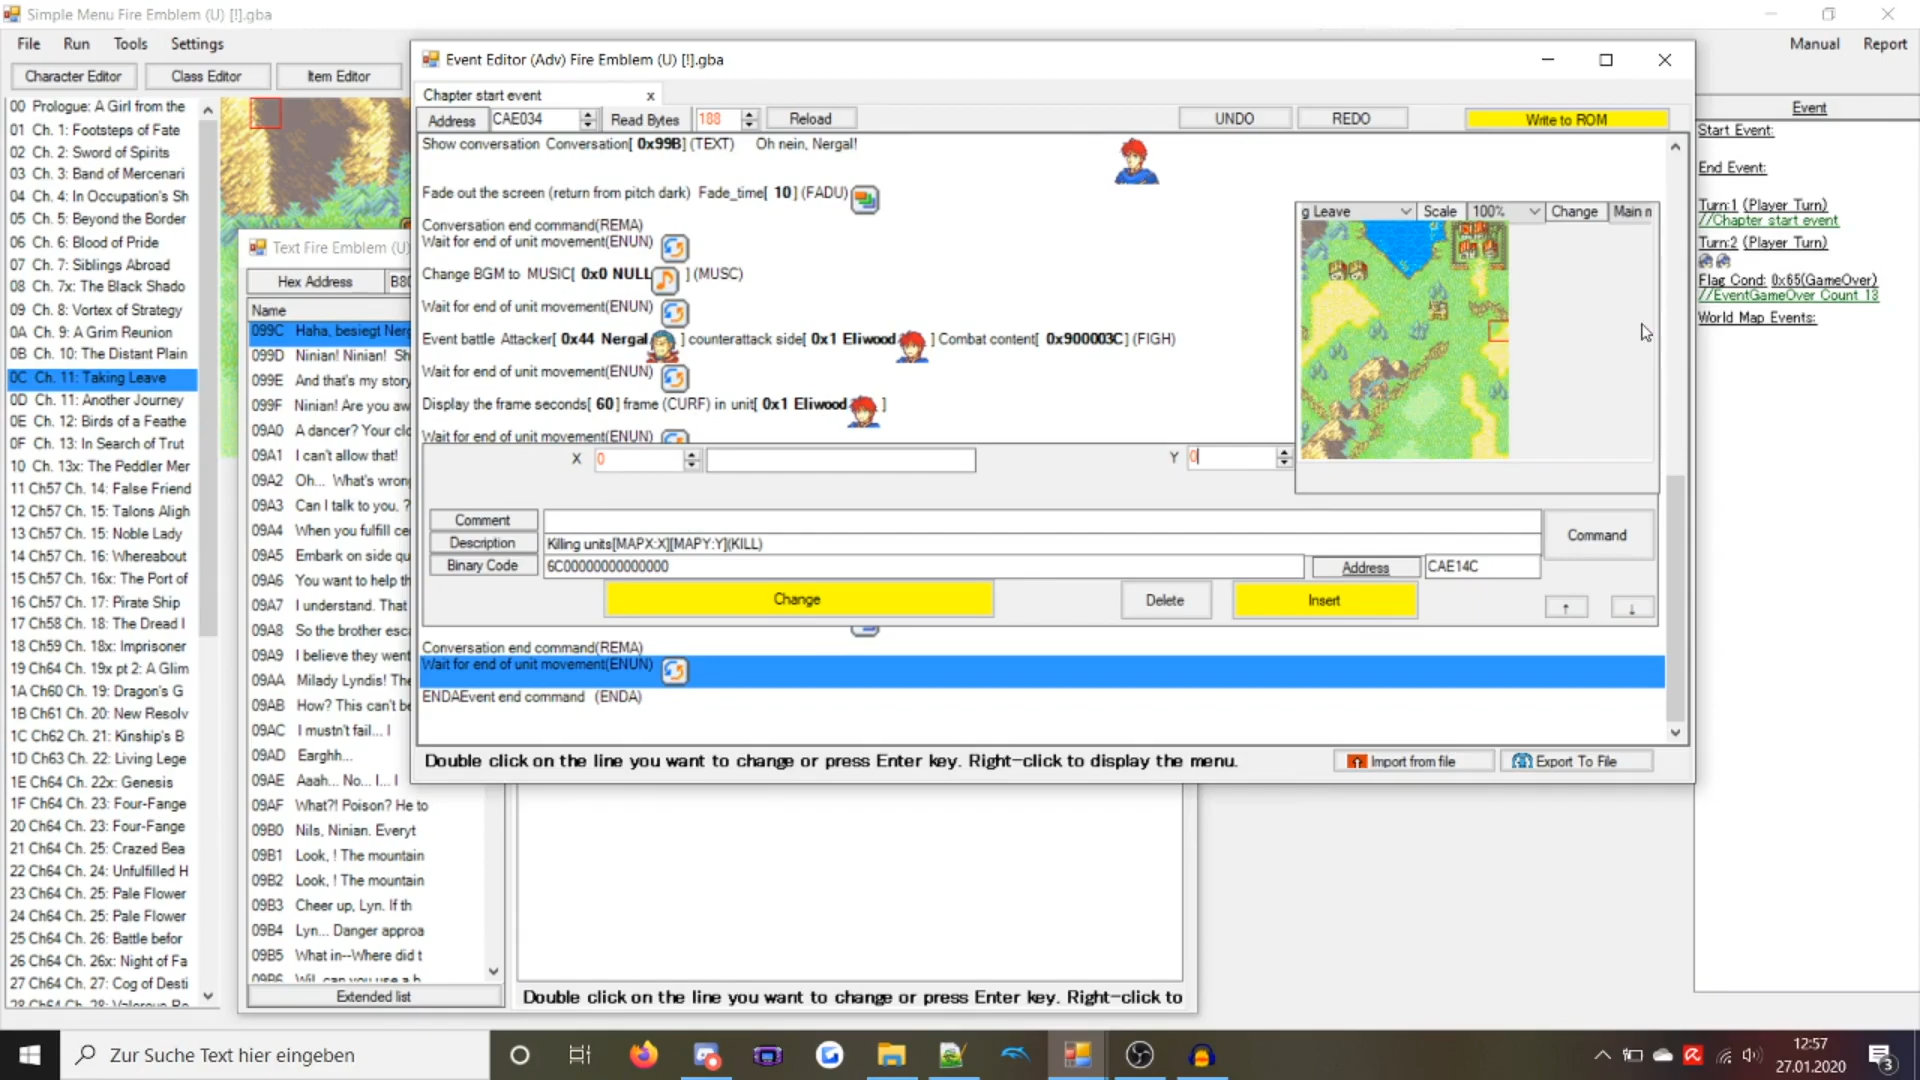 Simple Menu Fire Emblem (U) [!].gba
File Run Tools Settings
Manual Report
Character Editor Class Editor Item Editor
00 Prologue: A Girl from the
01 Ch. 1: Footsteps of Fate
02 Ch. 2: Sword of Spirits
03 Ch. 3: Band of Mercenari
04 Ch. 4: In Occupation's Sh
05 Ch. 5: Beyond the Border
06 Ch. 6: Blood of Pride
07 Ch. 7: Siblings Abroad
08 Ch. 7x: The Black Shado
09 Ch. 8: Vortex of Strategy
0A Ch. 9: A Grim Reunion
0B Ch. 10: The Distant Plain
0C Ch. 11: Taking Leave
0D Ch. 11: Another Journey
0E Ch. 12: Birds of a Feathe
0F Ch. 13: In Search of Trut
10 Ch. 13x: The Peddler Mer
11 Ch57 Ch. 14: False Friend
12 Ch57 Ch. 15: Talons Aligh
13 Ch57 Ch. 15: Noble Lady
14 Ch57 Ch. 16: Whereabout
15 Ch57 Ch. 16x: The Port of
16 Ch57 Ch. 17: Pirate Ship
17 Ch58 Ch. 18: The Dread I
18 Ch59 Ch. 18x: Imprisoner
19 Ch64 Ch. 19x pt 2: A Glim
1A Ch60 Ch. 19: Dragon's G
1B Ch61 Ch. 20: New Resolv
1C Ch62 Ch. 21: Kinship's B
1D Ch63 Ch. 22: Living Lege
1E Ch64 Ch. 22x: Genesis
1F Ch64 Ch. 23: Four-Fange
20 Ch64 Ch. 23: Four-Fange
21 Ch64 Ch. 25: Crazed Bea
22 Ch64 Ch. 24: Unfulfilled H
23 Ch64 Ch. 25: Pale Flower
24 Ch64 Ch. 25: Pale Flower
25 Ch64 Ch. 26: Battle befor
26 Ch64 Ch. 26x: Night of Fa
27 Ch64 Ch. 27: Cog of Desti
28 Ch64 Ch. 28: Valorous Ro
Text Fire Emblem (U)
Hex Address B8
Name
099C Haha, besiegt Nerg
099D Ninian! Ninian! Sh
099E And that's my story
099F Ninian! Are you aw
09A0 A dancer? Your clo
09A1 I can't allow that!
09A2 Oh... What's wron
09A3 Can I talk to you, ?
09A4 When you fulfill ce
09A5 Embark on side qu
09A6 You want to help th
09A7 I understand. That
09A8 So the brother esc
09A9 I believe they went
09AA Milady Lyndis! The
09AB How? This can't be
09AC I mustn't fail... I
09AD Earghh...
09AE Aaah... No... I... I
09AF What?! Poison? He to
09B0 Nils, Ninian. Everyt
09B1 Look, ! The mountain
09B2 Look, ! The mountain
09B3 Cheer up, Lyn. If th
09B4 Lyn... Danger approa
09B5 What in--Where did t
09B6 Wil, can you use a b
Extended list
Double click on the line you want to change or press Enter key. Right-click to
Event Editor (Adv) Fire Emblem (U) [!].gba
Chapter start event x
Address CAE034 Read Bytes 188 Reload UNDO REDO Write to ROM
Show conversation Conversation[ 0x99B] (TEXT) Oh nein, Nergal!
Fade out the screen (return from pitch dark) Fade_time[ 10] (FADU)
Conversation end command(REMA)
Wait for end of unit movement(ENUN)
Change BGM to MUSIC[ 0x0 NULL ] (MUSC)
Wait for end of unit movement(ENUN)
Event battle Attacker[ 0x44 Nergal ] counterattack side[ 0x1 Eliwood ] Combat content[ 0x900003C] (FIGH)
Wait for end of unit movement(ENUN)
Display the frame seconds[ 60] frame (CURF) in unit[ 0x1 Eliwood ]
Wait for end of unit movement(ENUN)
g Leave Scale 100% Change Main n
X 0 Y 0
Comment
Description Killing units[MAPX:X][MAPY:Y](KILL)
Binary Code 6C00000000000000 Address CAE14C
Command
Change Delete Insert ↑ ↓
Conversation end command(REMA)
Wait for end of unit movement(ENUN)
ENDAEvent end command (ENDA)
Double click on the line you want to change or press Enter key. Right-click to display the menu.
Import from file Export To File
Event
Start Event:
End Event:
Turn:1 (Player Turn)
//Chapter start event
Turn:2 (Player Turn)
Flag Cond: 0x65(GameOver)
//EventGameOver Count 13
World Map Events:
Zur Suche Text hier eingeben
12:57
27.01.2020
3